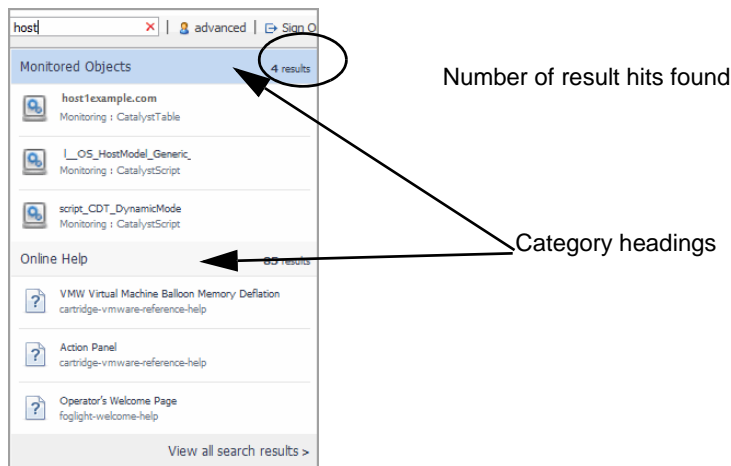 host | advanced | Sign O
Monitored Objects 4 results
Number of result hits found
host1example.com
Monitoring : CatalystTable
l__OS_HostModel_Generic_
Monitoring : CatalystScript
script_CDT_DynamicMode
Monitoring : CatalystScript
Category headings
Online Help 85 results
VMW Virtual Machine Balloon Memory Deflation
cartridge-vmware-reference-help
Action Panel
cartridge-vmware-reference-help
Operator's Welcome Page
foglight-welcome-help
View all search results >